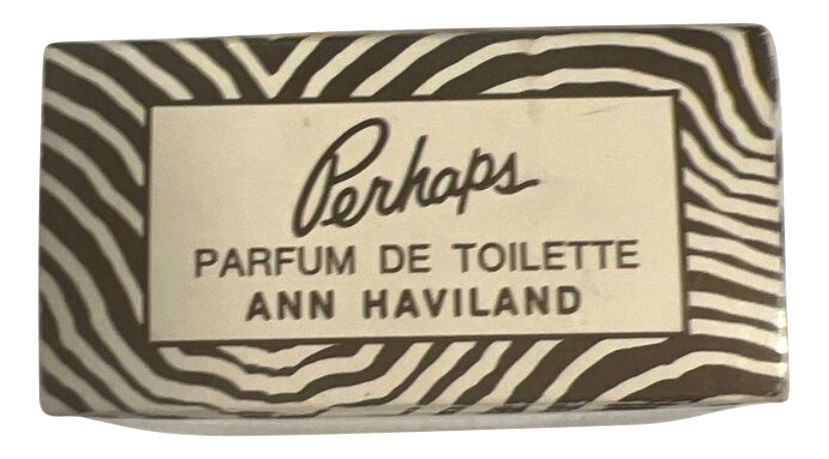 Perhaps
PARFUM DE TOILETTE
ANN HAVILAND